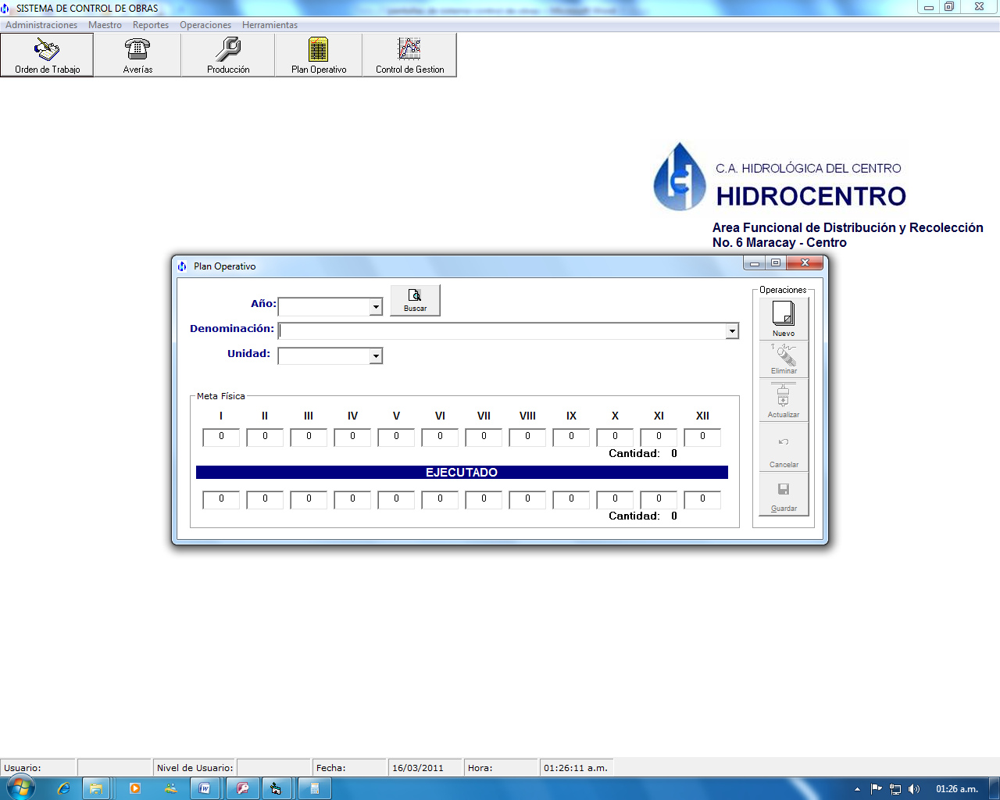 SISTEMA DE CONTROL DE OBRAS
Administraciones Maestro Reportes Operaciones Herramientas
Orden de Trabajo Averías Producción Plan Operativo Control de Gestion
C.A. HIDROLÓGICA DEL CENTRO
HIDROCENTRO
Area Funcional de Distribución y Recolección
No. 6 Maracay - Centro
Plan Operativo
Año:
Buscar
Denominación:
Unidad:
Meta Física
I II III IV V VI VII VIII IX X XI XII
0 0 0 0 0 0 0 0 0 0 0 0
Cantidad: 0
EJECUTADO
0 0 0 0 0 0 0 0 0 0 0 0
Cantidad: 0
Operaciones
Nuevo
Eliminar
Actualizar
Cancelar
Guardar
Usuario: Nivel de Usuario: Fecha: 16/03/2011 Hora: 01:26:11 a.m.
01:26 a.m.